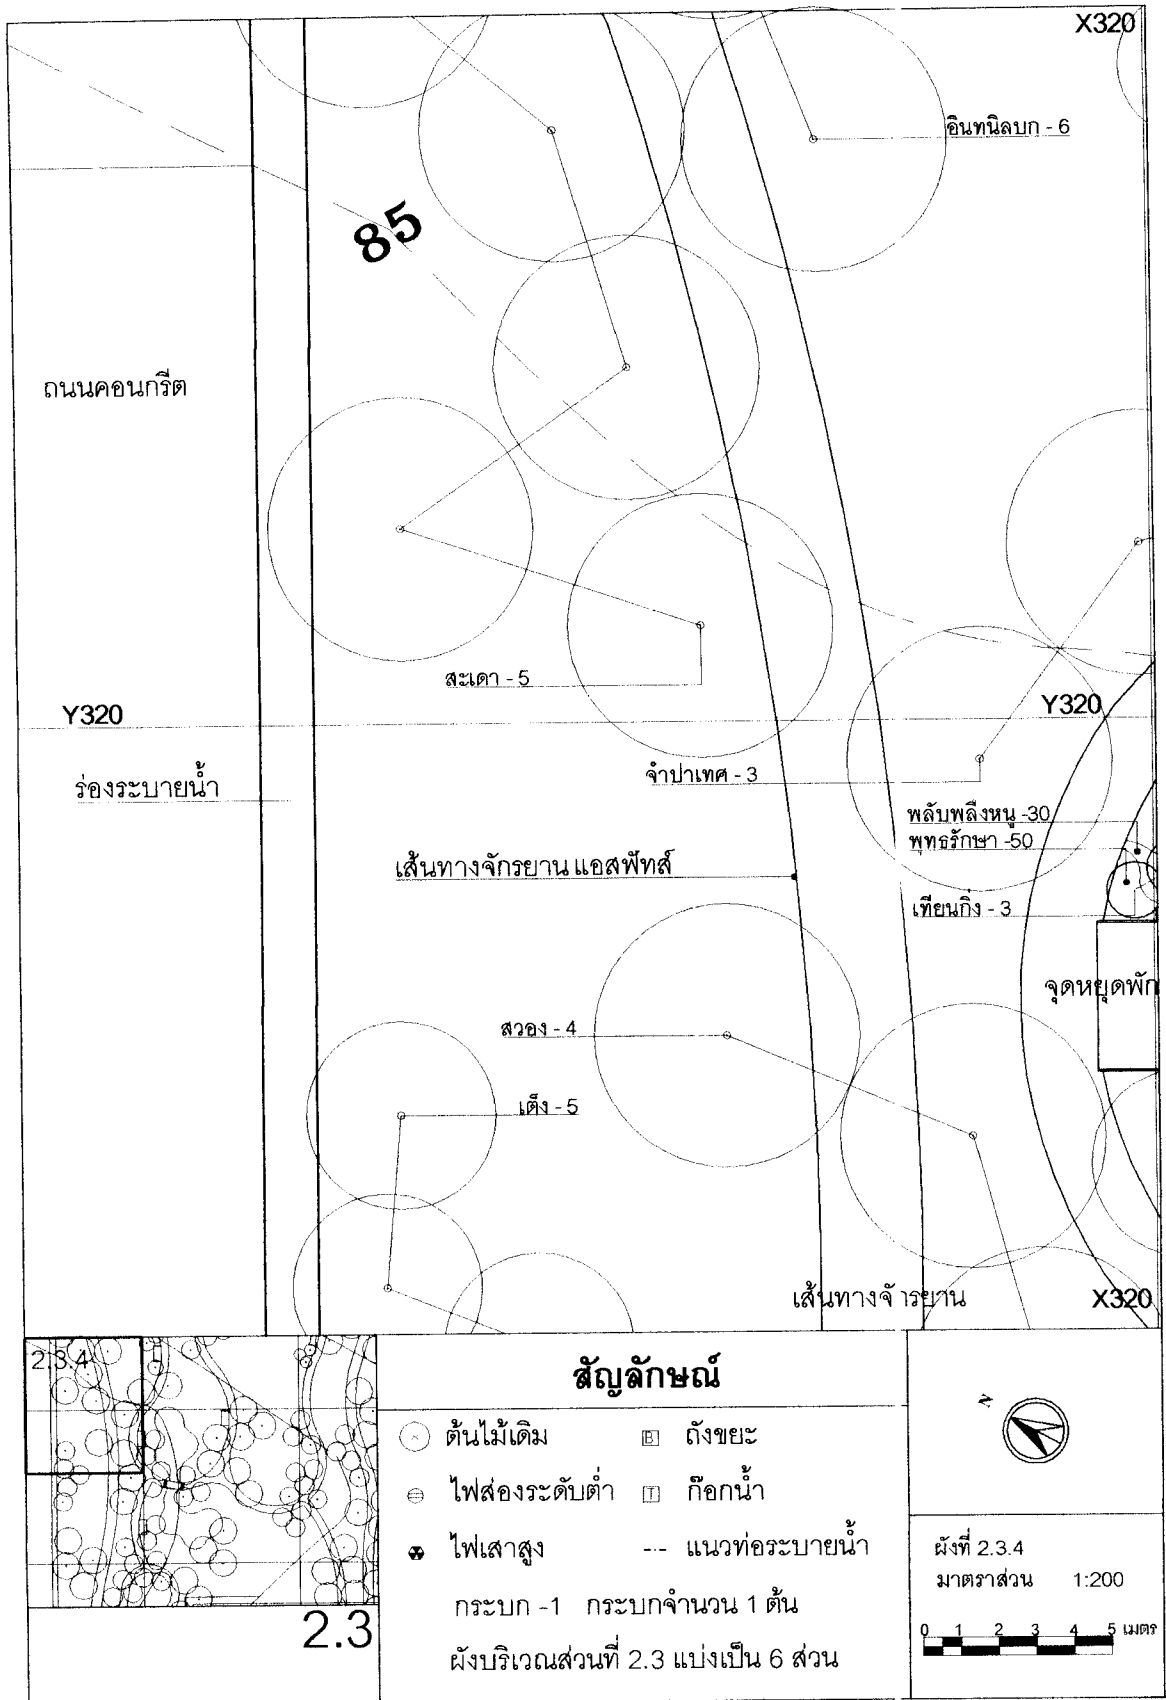 X320
อินทนิลบก - 6
85
ถนนคอนกรีต
สะเดา - 5
Y320
Y320
จำปาเทศ - 3
ร่องระบายน้ำ
พลับพลึงหนู -30
พุทธรักษา -50
เส้นทางจักรยาน แอสฟัทส์
เทียนกิ่ง - 3
จุดหยุดพัก
สวอง - 4
เต็ง - 5
เส้นทางจักรยาน
X320
2.3.4
2.3
สัญลักษณ์
ต้นไม้เดิม
B ถังขยะ
ไฟส่องระดับต่ำ
T ก๊อกน้ำ
ไฟเสาสูง
แนวท่อระบายน้ำ
กระบก -1 กระบกจำนวน 1 ต้น
ผังบริเวณส่วนที่ 2.3 แบ่งเป็น 6 ส่วน
N
ผังที่ 2.3.4
มาตราส่วน 1:200
0 1 2 3 4 5 เมตร